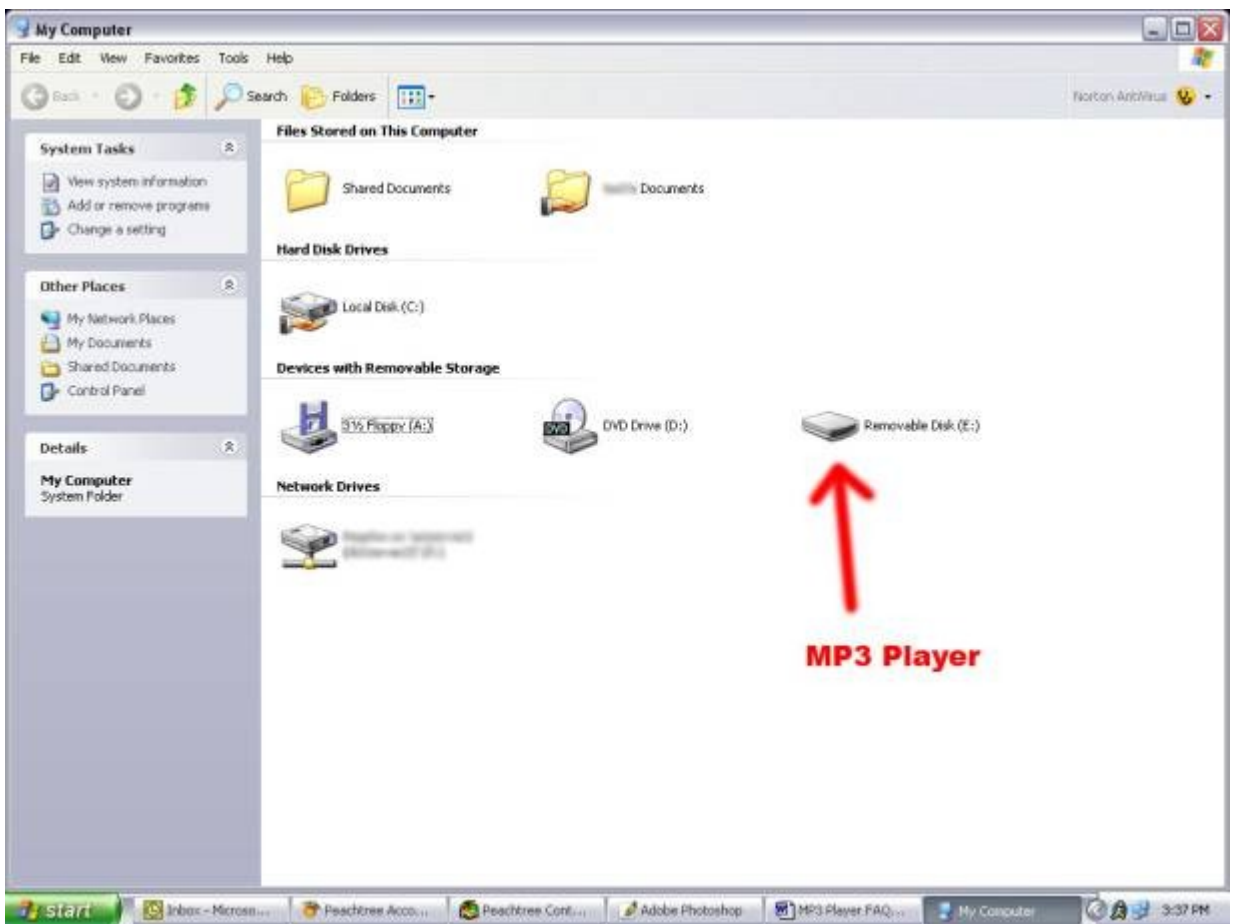 My Computer
File Edit View Favorites Tools Help
Back Search Folders Norton AntiVirus
System Tasks
View system information
Add or remove programs
Change a setting
Other Places
My Network Places
My Documents
Shared Documents
Control Panel
Details
My Computer
System Folder
Files Stored on This Computer
Shared Documents
Documents
Hard Disk Drives
Local Disk (C:)
Devices with Removable Storage
3½ Floppy (A:)
DVD Drive (D:)
Removable Disk (E:)
Network Drives
MP3 Player
start Inbox - Microso... Peachtree Acco... Peachtree Cont... Adobe Photoshop MP3 Player FAQ... My Computer 3:37 PM